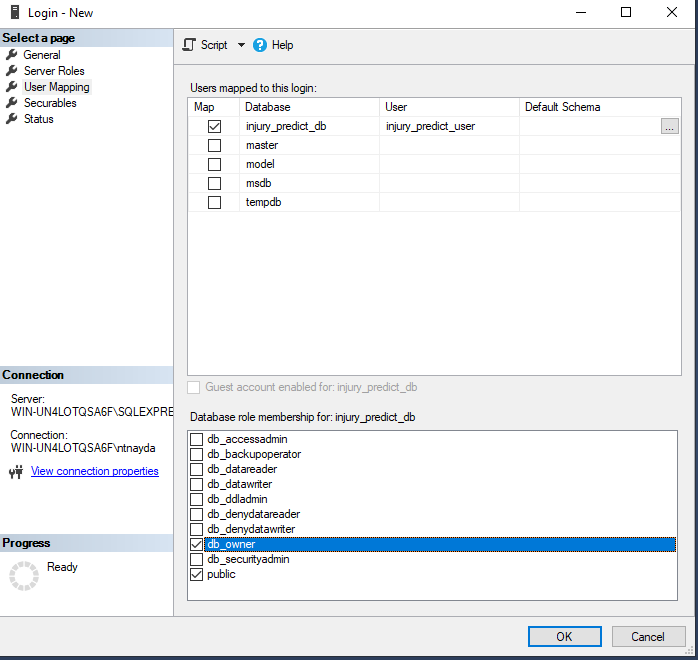 Login - New
Select a page
General
Server Roles
User Mapping
Securables
Status
Script
Help
Users mapped to this login:
Map Database User Default Schema
injury_predict_db injury_predict_user ...
master
model
msdb
tempdb
Guest account enabled for: injury_predict_db
Database role membership for: injury_predict_db
db_accessadmin
db_backupoperator
db_datareader
db_datawriter
db_ddladmin
db_denydatareader
db_denydatawriter
db_owner
db_securityadmin
public
Connection
Server:
WIN-UN4LOTQSA6F\SQLEXPRE
Connection:
WIN-UN4LOTQSA6F\ntnayda
View connection properties
Progress
Ready
OK
Cancel